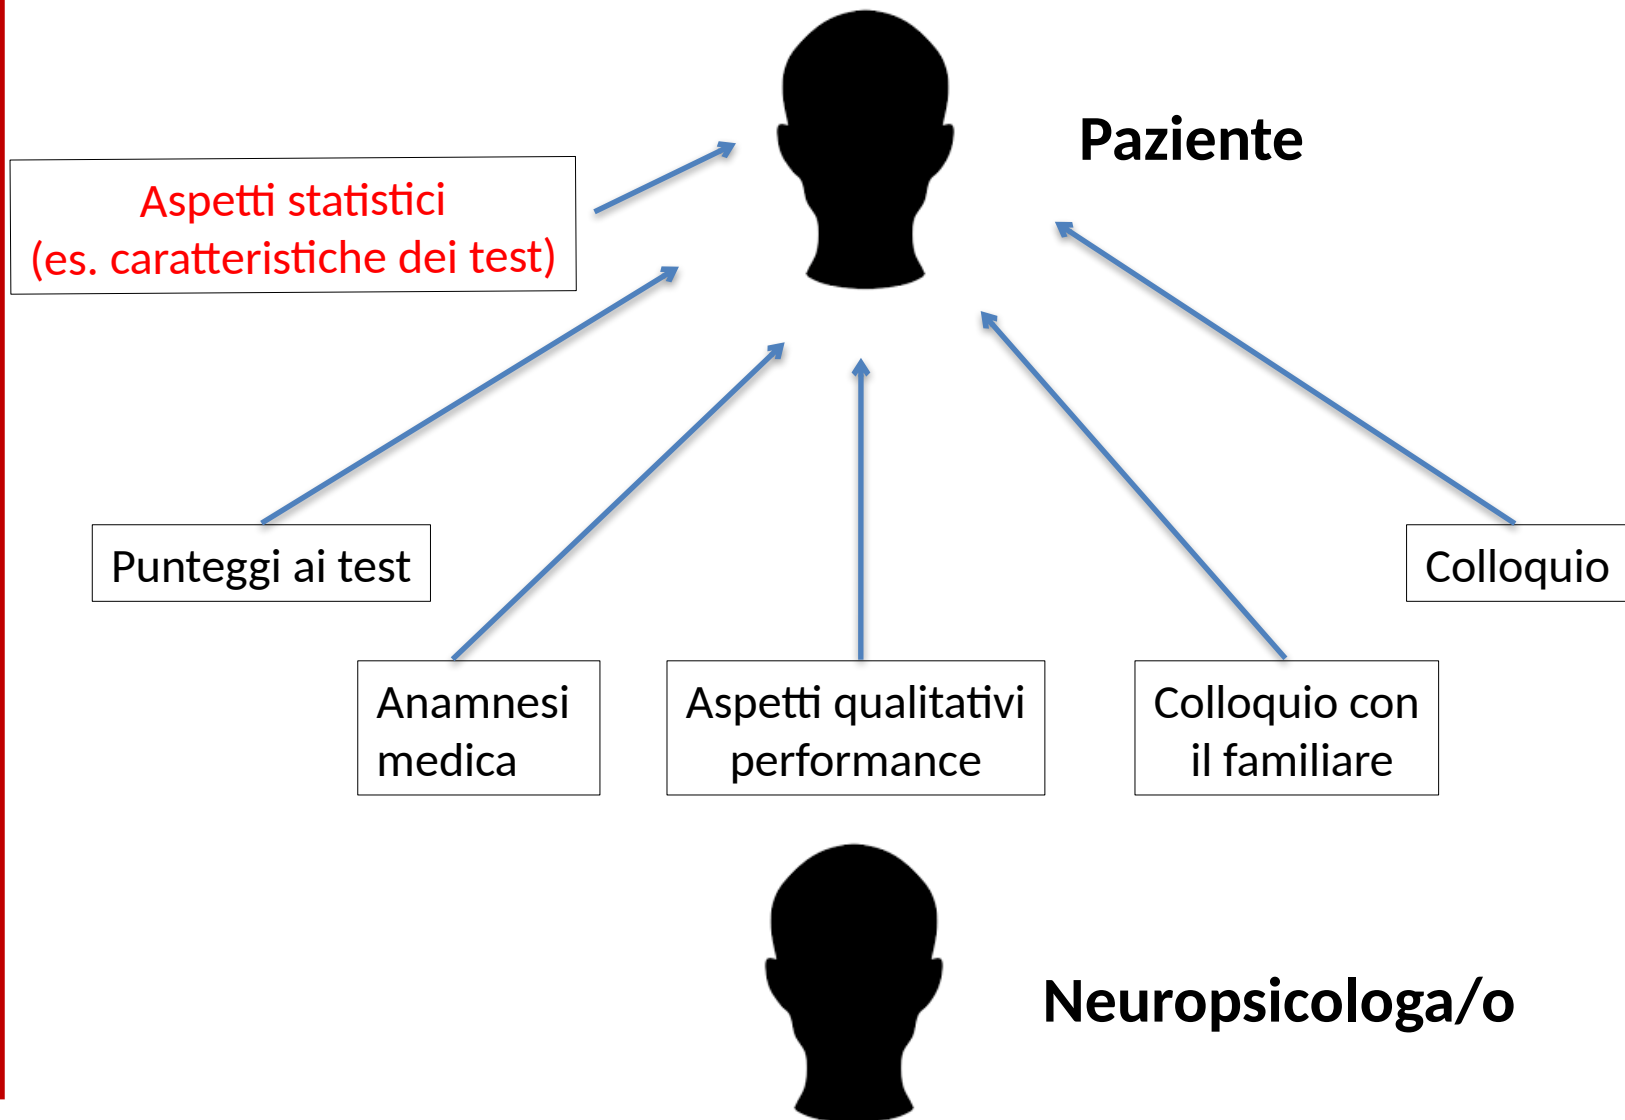 Paziente
Aspetti statistici
(es. caratteristiche dei test)
Punteggi ai test
Colloquio
Anamnesi
medica
Aspetti qualitativi
performance
Colloquio con
il familiare
Neuropsicologa/o